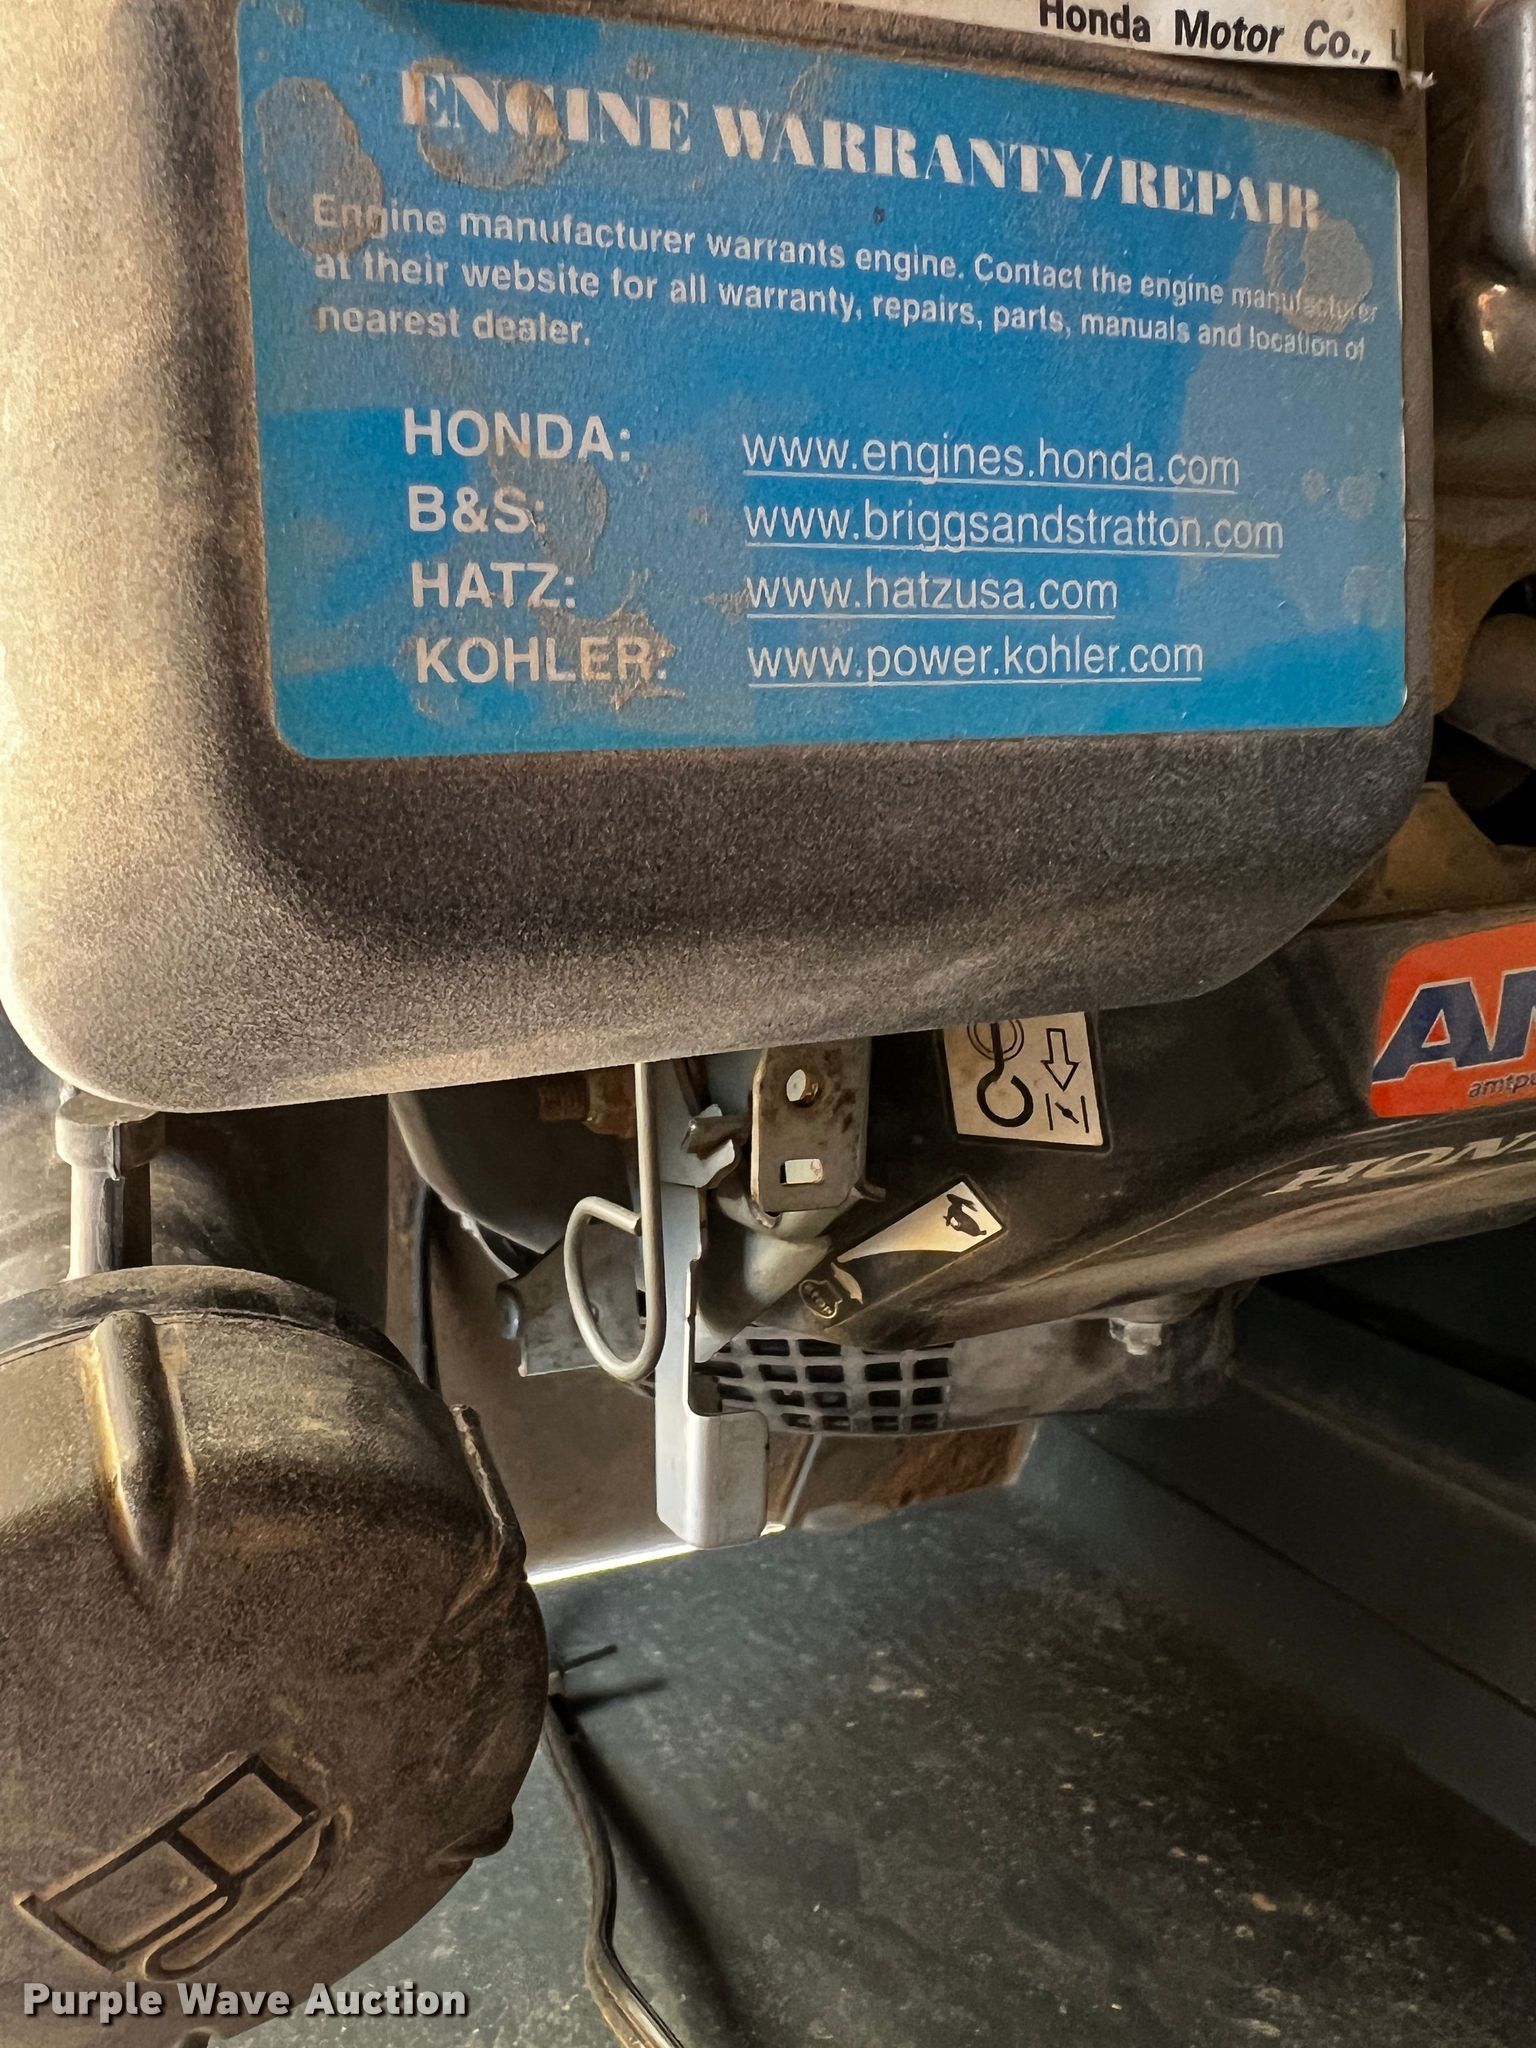 Honda Motor Co.,
ENGINE WARRANTY/REPAIR
Engine manufacturer warrants engine. Contact the engine manufacturer
at their website for all warranty, repairs, parts, manuals and location of
nearest dealer.
HONDA: www.engines.honda.com
B&S: www.briggsandstratton.com
HATZ: www.hatzusa.com
KOHLER: www.power.kohler.com
Purple Wave Auction